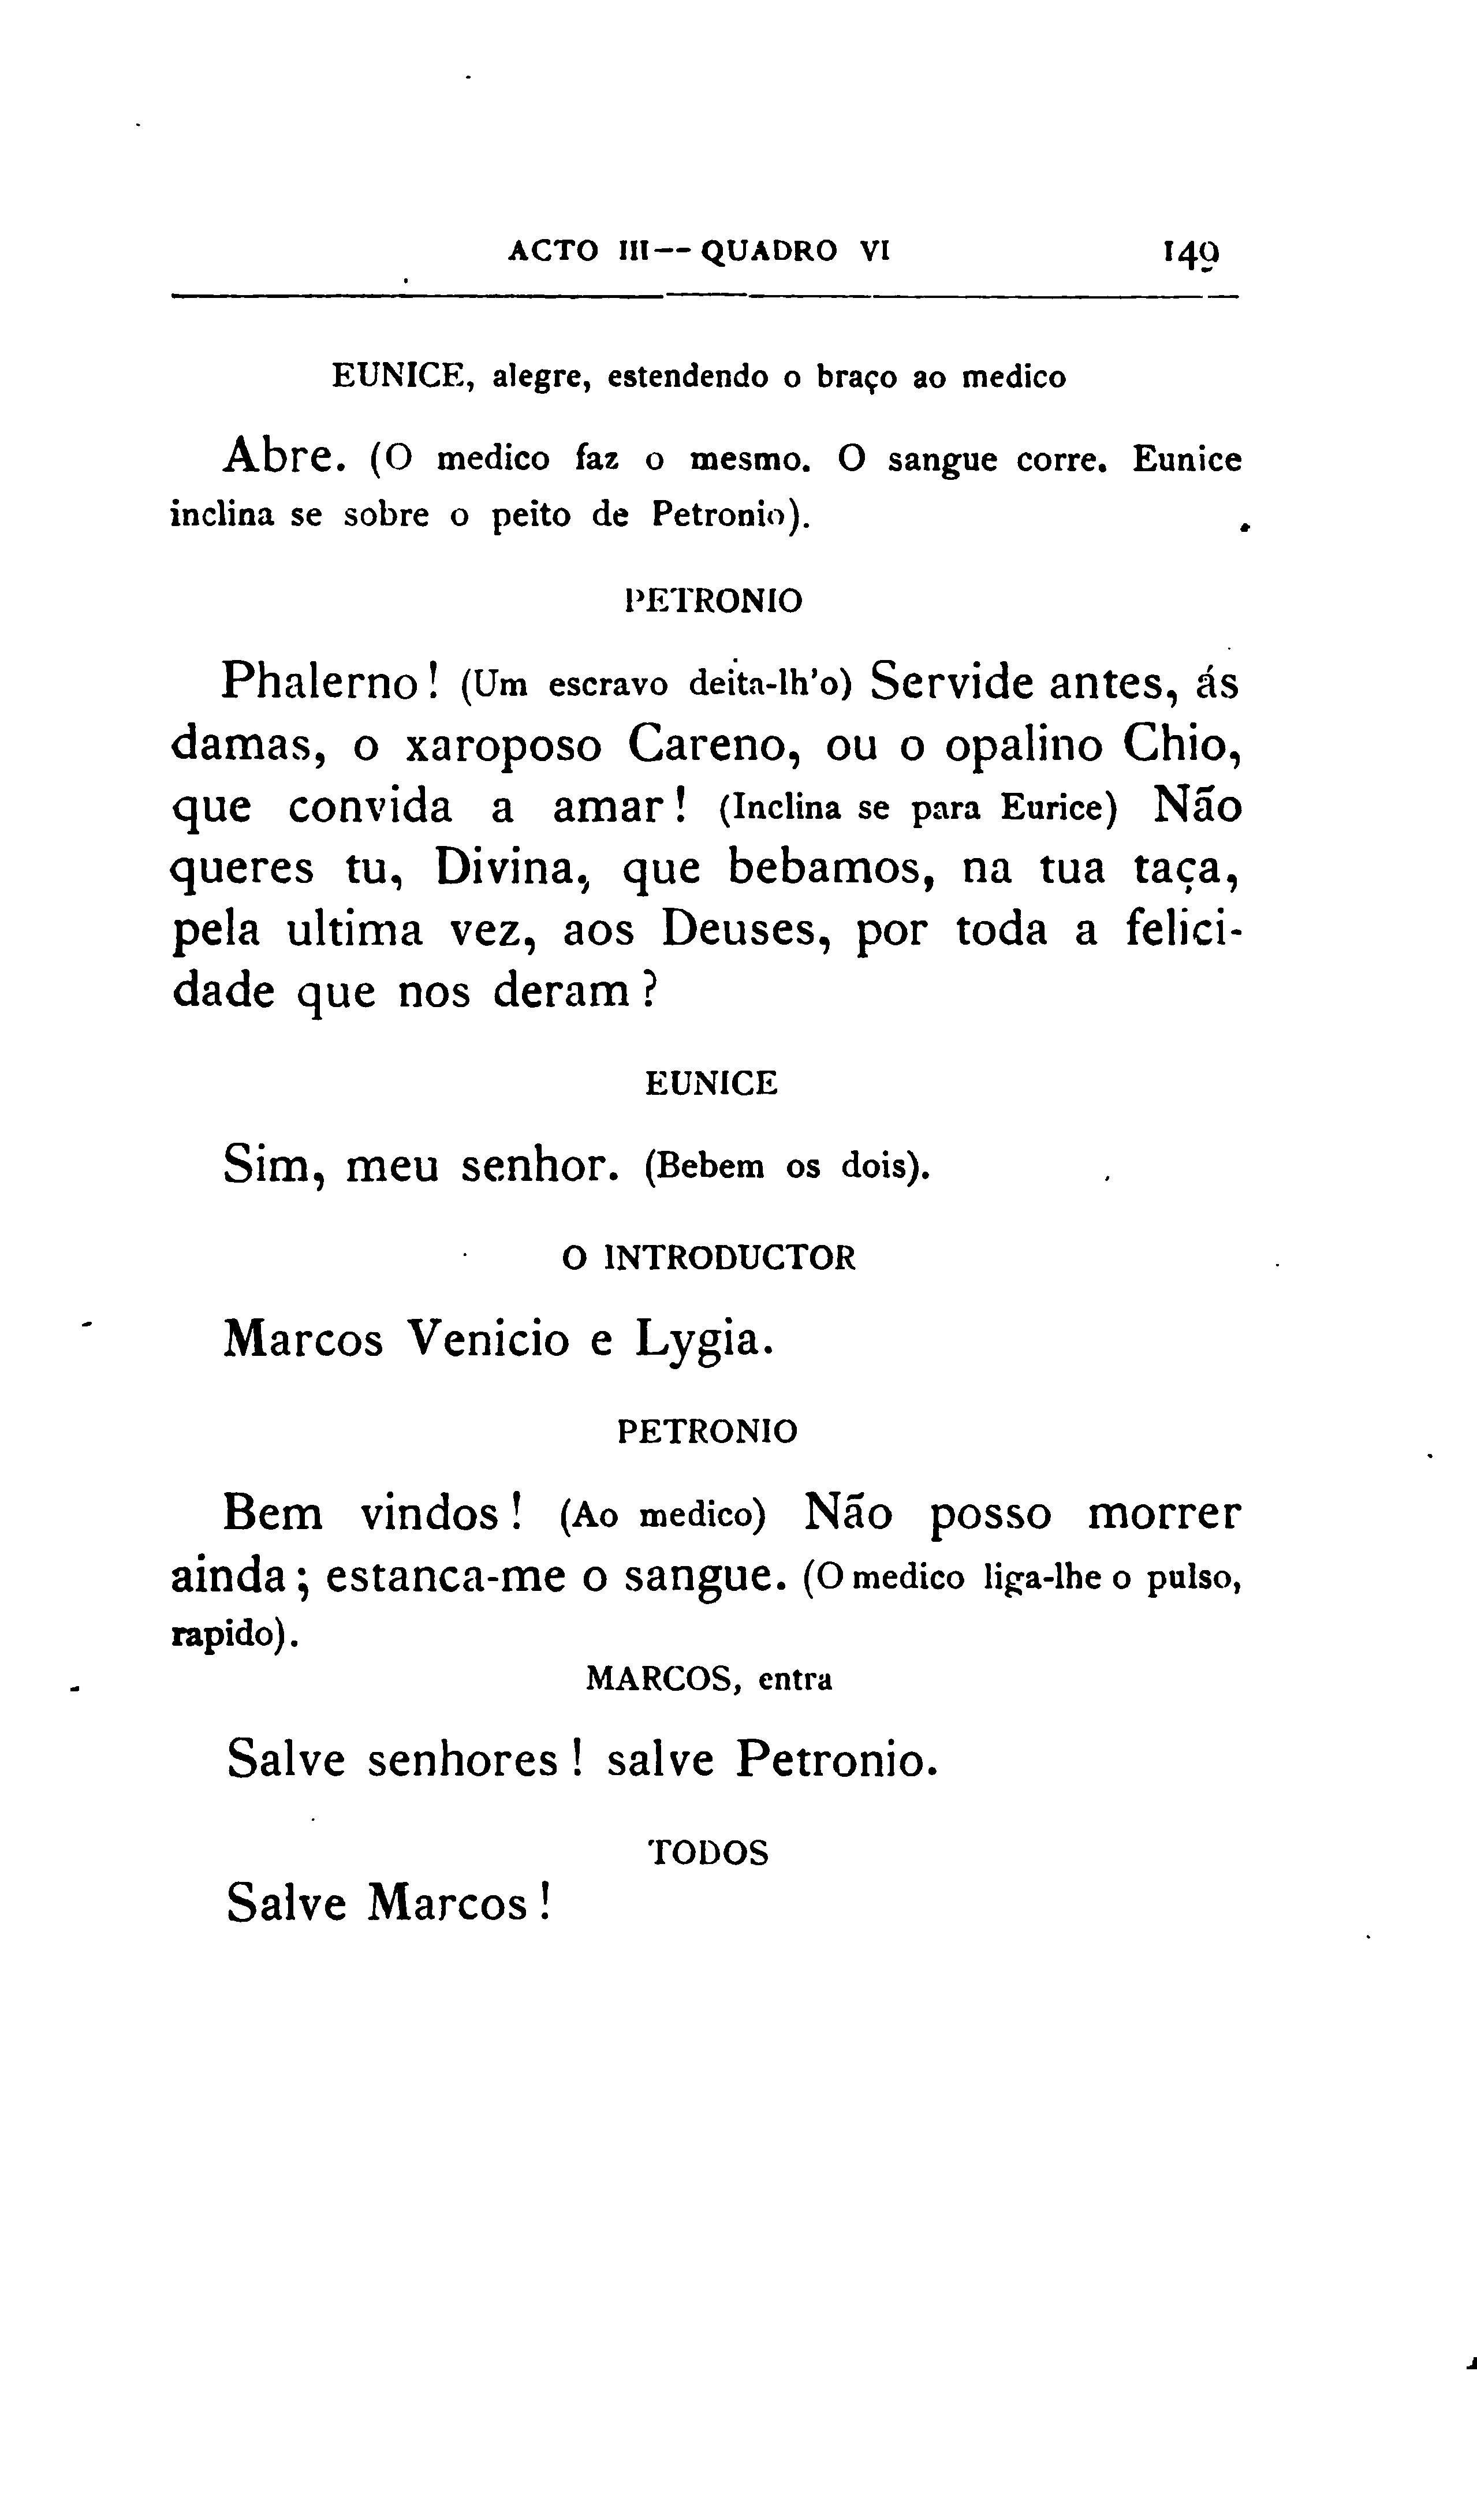 ACTO III—QUADRO VI 149
EUNICE, alegre, estendendo o braço ao medico
Abre. (O medico faz o mesmo. O sangue corre. Eunice
inclina se sobre o peito de Petronio).
PETRONIO
Phalerno! (Um escravo deita-lh'o) Servide antes, ás
damas, o xaroposo Careno, ou o opalino Chio,
que convida a amar! (Inclina se para Eurice) Não
queres tu, Divina, que bebamos, na tua taça,
pela ultima vez, aos Deuses, por toda a felici-
dade que nos deram?
EUNICE
Sim, meu senhor. (Bebem os dois).
O INTRODUCTOR
Marcos Venicio e Lygia.
PETRONIO
Bem vindos! (Ao medico) Não posso morrer
ainda; estanca-me o sangue. (O medico liga-lhe o pulso,
rapido).
MARCOS, entra
Salve senhores! salve Petronio.
TODOS
Salve Marcos!